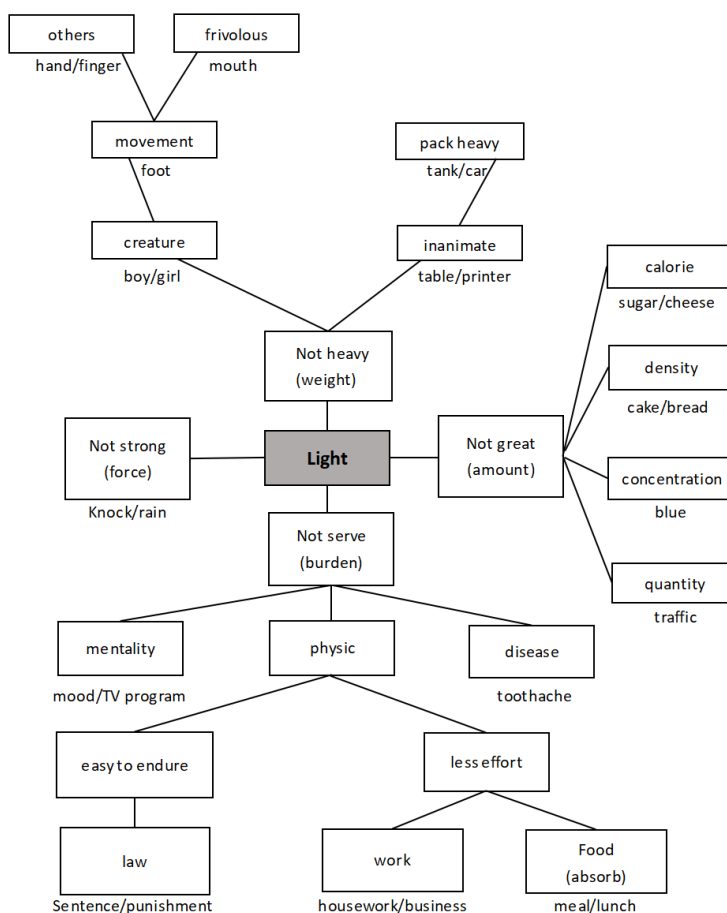 others
frivolous
hand/finger
mouth
movement
foot
pack heavy
tank/car
creature
boy/girl
inanimate
table/printer
calorie
sugar/cheese
Not heavy
(weight)
density
cake/bread
Not strong
(force)
Knock/rain
Light
Not great
(amount)
concentration
blue
Not serve
(burden)
quantity
traffic
mentality
mood/TV program
physic
disease
toothache
easy to endure
less effort
law
Sentence/punishment
work
housework/business
Food
(absorb)
meal/lunch